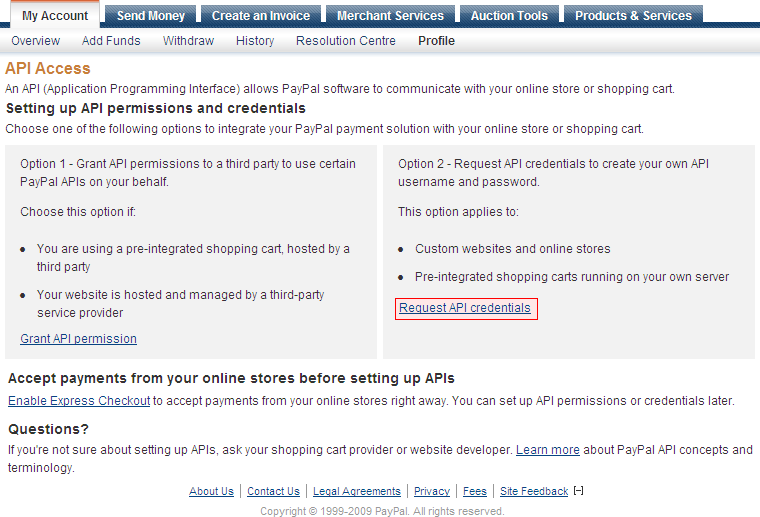 My Account Send Money Create an Invoice Merchant Services Auction Tools Products & Services
Overview Add Funds Withdraw History Resolution Centre Profile
API Access
An API (Application Programming Interface) allows PayPal software to communicate with your online store or shopping cart.
Setting up API permissions and credentials
Choose one of the following options to integrate your PayPal payment solution with your online store or shopping cart.
Option 1 - Grant API permissions to a third party to use certain
PayPal APIs on your behalf.
Choose this option if:
You are using a pre-integrated shopping cart, hosted by a
third party
Your website is hosted and managed by a third-party
service provider
Grant API permission
Option 2 - Request API credentials to create your own API
username and password.
This option applies to:
Custom websites and online stores
Pre-integrated shopping carts running on your own server
Request API credentials
Accept payments from your online stores before setting up APIs
Enable Express Checkout to accept payments from your online stores right away. You can set up API permissions or credentials later.
Questions?
If you're not sure about setting up APIs, ask your shopping cart provider or website developer. Learn more about PayPal API concepts and
terminology.
About Us | Contact Us | Legal Agreements | Privacy | Fees | Site Feedback [-]
Copyright © 1999-2009 PayPal. All rights reserved.